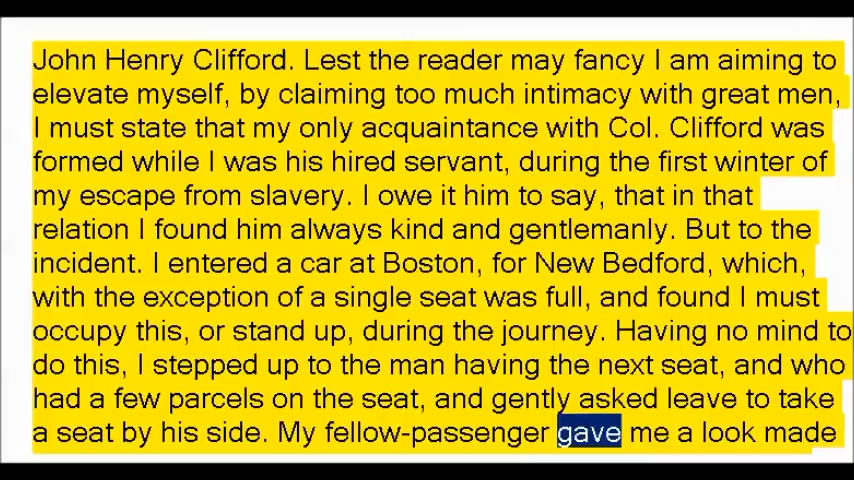 John Henry Clifford. Lest the reader may fancy I am aiming to
elevate myself, by claiming too much intimacy with great men,
I must state that my only acquaintance with Col. Clifford was
formed while I was his hired servant, during the first winter of
my escape from slavery. I owe it him to say, that in that
relation I found him always kind and gentlemanly. But to the
incident. I entered a car at Boston, for New Bedford, which,
with the exception of a single seat was full, and found I must
occupy this, or stand up, during the journey. Having no mind to
do this, I stepped up to the man having the next seat, and who
had a few parcels on the seat, and gently asked leave to take
a seat by his side. My fellow-passenger gave me a look made